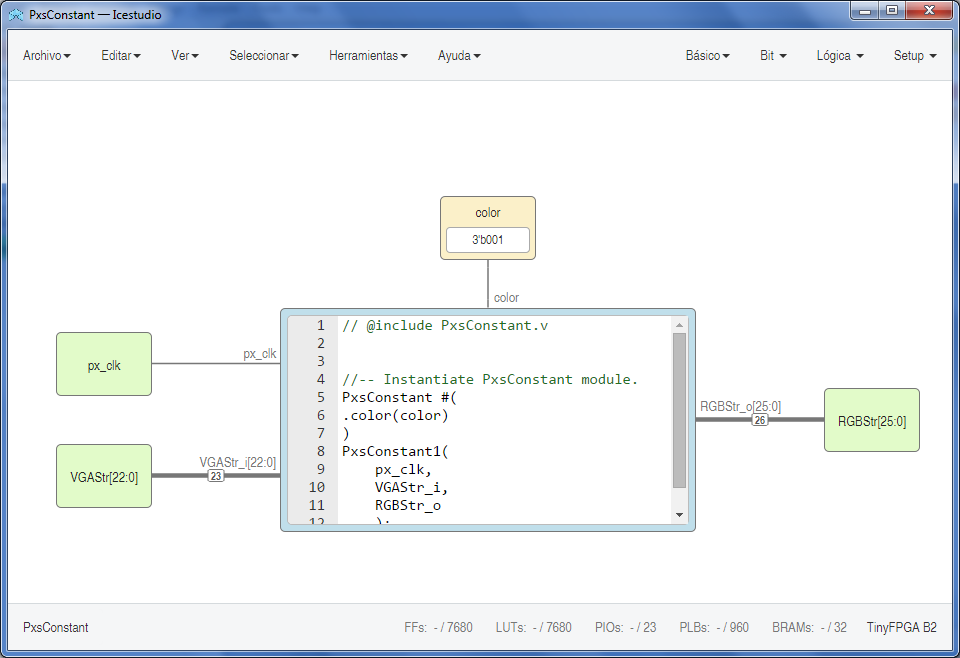 PxsConstant — Icestudio
Archivo Editar Ver Seleccionar Herramientas Ayuda Básico Bit Lógica Setup
color
3'b001
color
px_clk
px_clk
VGAStr[22:0]
VGAStr_i[22:0]
23
1 // @include PxsConstant.v
2
3
4 //-- Instantiate PxsConstant module.
5 PxsConstant #(
6 .color(color)
7 )
8 PxsConstant1(
9 px_clk,
10 VGAStr_i,
11 RGBStr_o
12 );
RGBStr_o[25:0]
26
RGBStr[25:0]
PxsConstant FFs: - / 7680 LUTs: - / 7680 PIOs: - / 23 PLBs: - / 960 BRAMs: - / 32 TinyFPGA B2